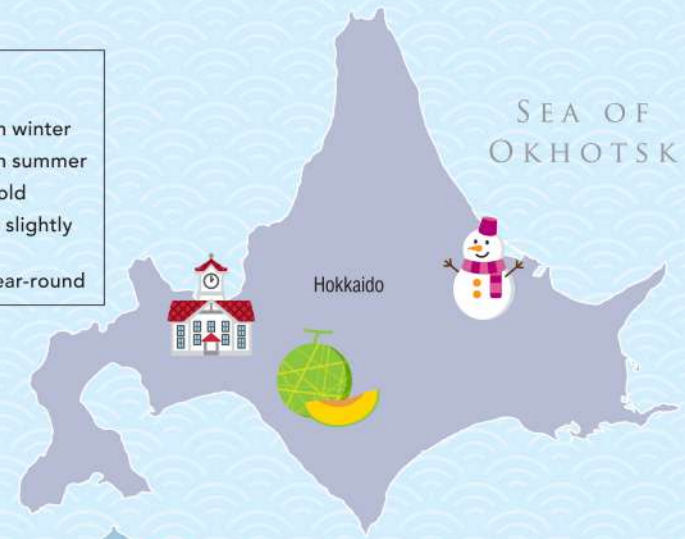 n winter
n summer
old
slightly
ear-round
SEA OF
OKHOTSK
Hokkaido